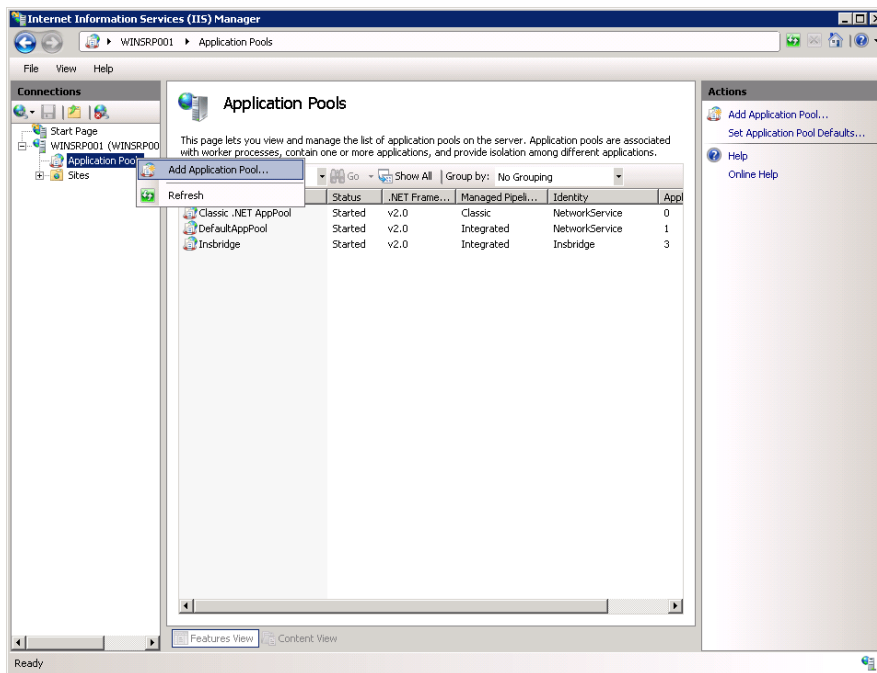 Internet Information Services (IIS) Manager
WINSRP001 Application Pools
File View Help
Connections
Start Page
WINSRP001 (WINSRP00
Application Pools
Sites
Add Application Pool...
Refresh
Application Pools
This page lets you view and manage the list of application pools on the server. Application pools are associated
with worker processes, contain one or more applications, and provide isolation among different applications.
Go Show All Group by: No Grouping
Status .NET Frame... Managed Pipeli... Identity Appl
Classic .NET AppPool Started v2.0 Classic NetworkService 0
DefaultAppPool Started v2.0 Integrated NetworkService 1
Insbridge Started v2.0 Integrated Insbridge 3
Features View Content View
Actions
Add Application Pool...
Set Application Pool Defaults...
Help
Online Help
Ready